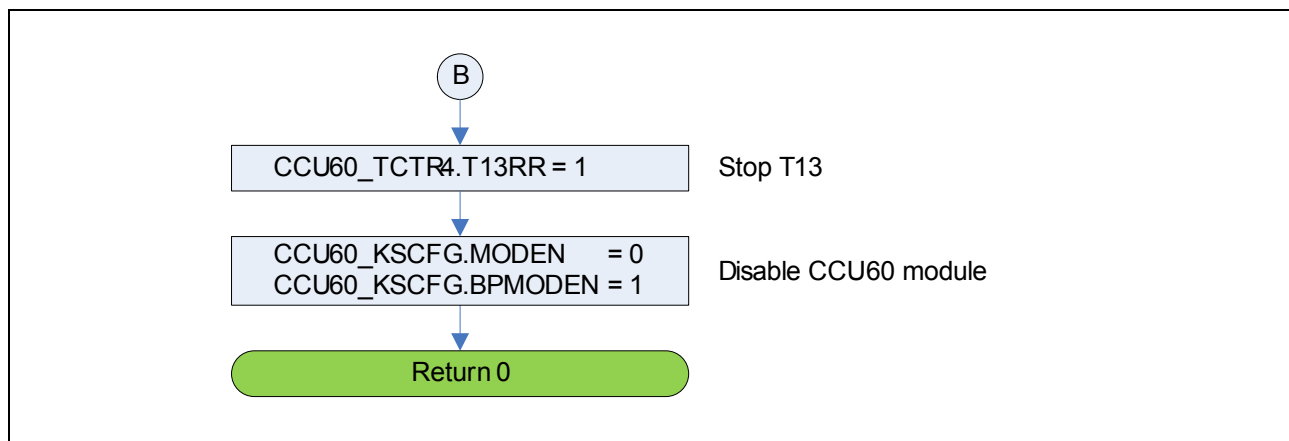 B
CCU60_TCTR4.T13RR = 1
Stop T13
CCU60_KSCFG.MODEN = 0
CCU60_KSCFG.BPMODEN = 1
Disable CCU60 module
Return 0